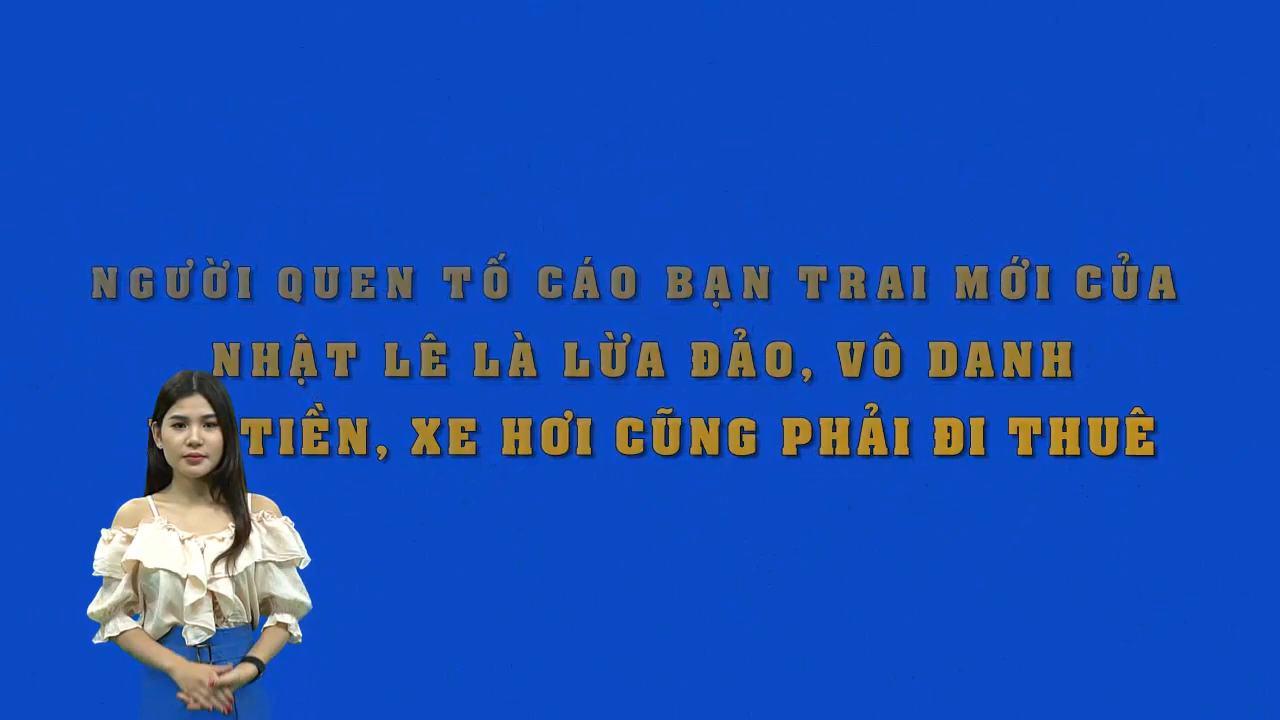 NGƯỜI QUEN TỐ CÁO BẠN TRAI MỚI CỦA
NHẬT LÊ LÀ LỪA ĐẢO, VÔ DANH
TIỀN, XE HƠI CŨNG PHẢI ĐI THUÊ